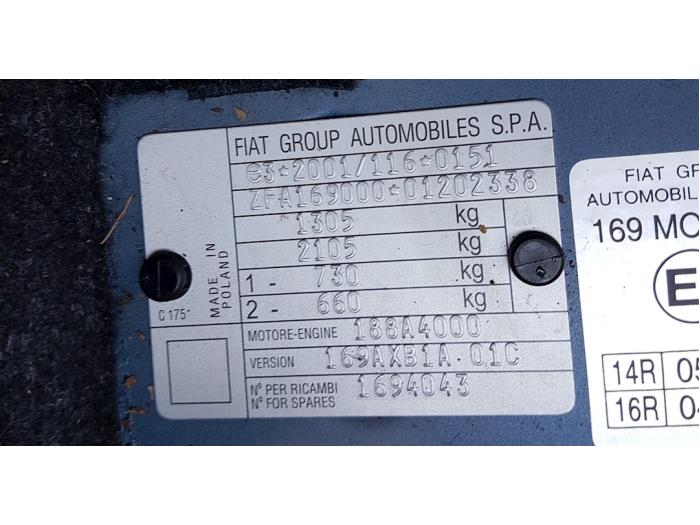 FIAT GROUP AUTOMOBILES S.P.A.
e3*2001/116*0151
ZFA169000*01202338
1305 kg
2105 kg
1 - 730 kg
2 - 660 kg
MOTORE-ENGINE 188A4000
VERSION 169AXB1A 01C
N° PER RICAMBI
N° FOR SPARES
1694043
MADE IN
POLAND
C 175
FIAT GR
AUTOMOBIL
169 MO
E
14R 05
16R 04